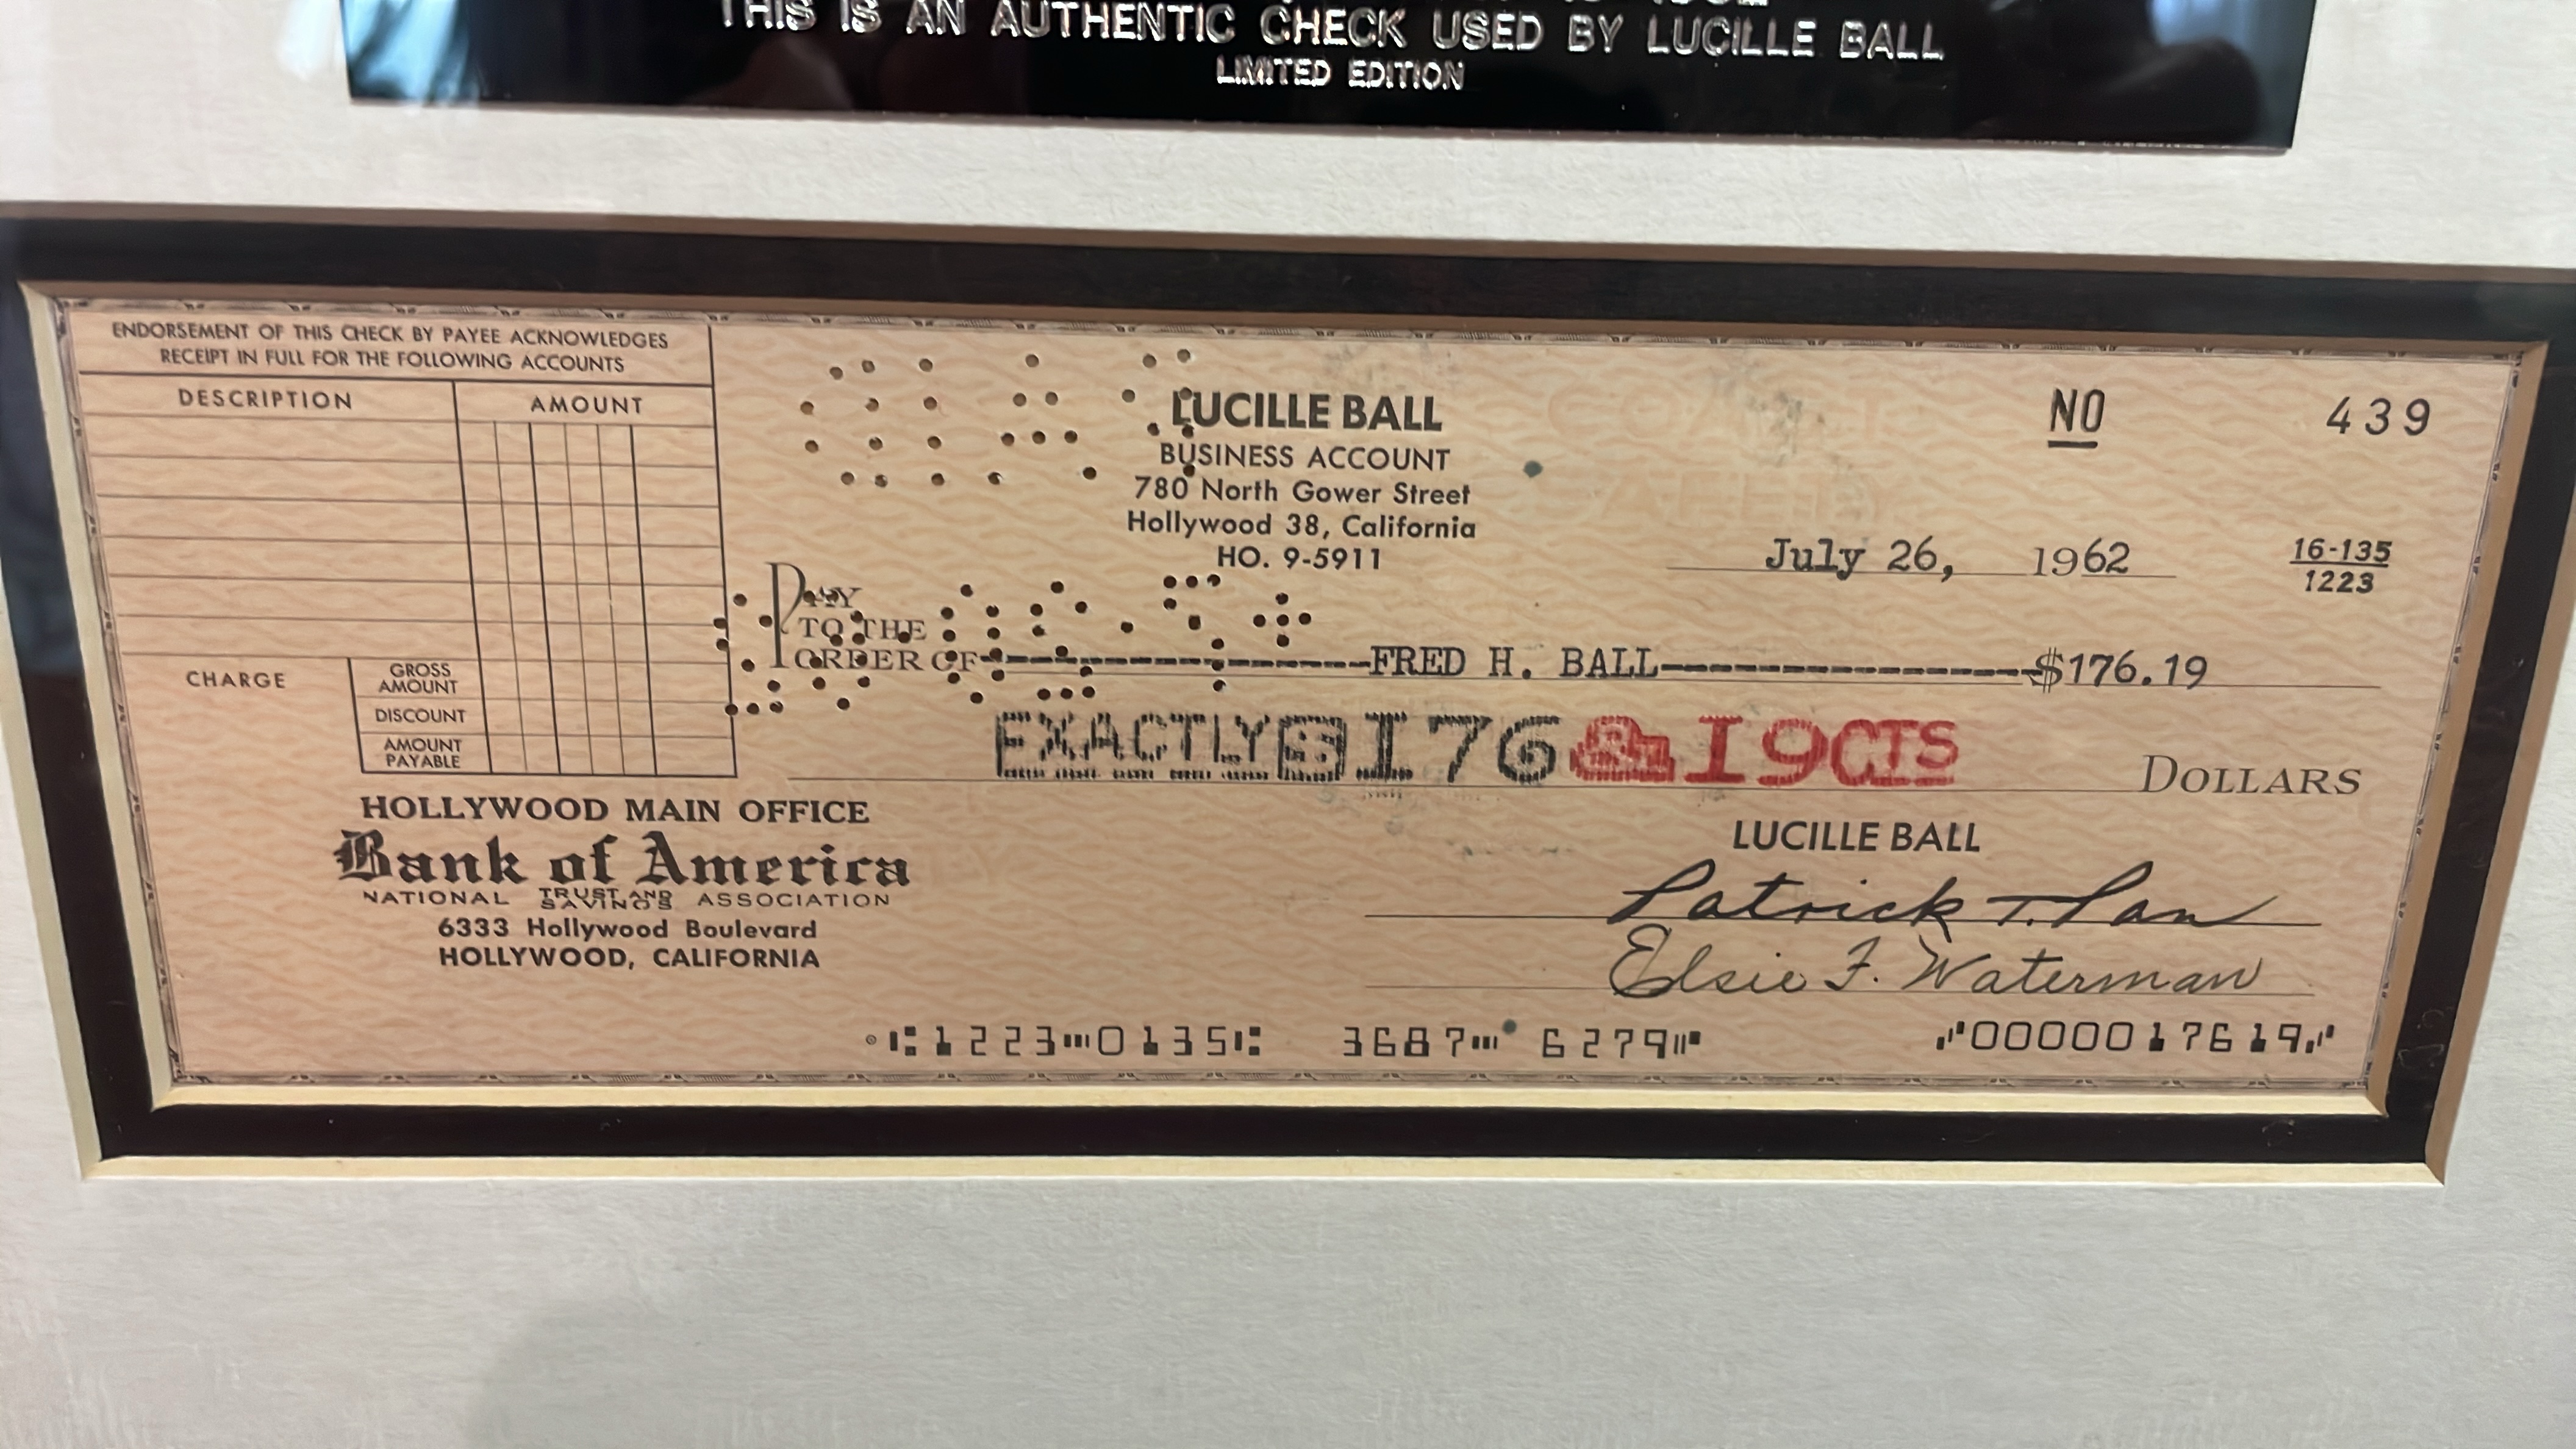 THIS IS AN AUTHENTIC CHECK USED BY LUCILLE BALL
LIMITED EDITION
ENDORSEMENT OF THIS CHECK BY PAYEE ACKNOWLEDGES
RECEIPT IN FULL FOR THE FOLLOWING ACCOUNTS
DESCRIPTION AMOUNT
CHARGE
GROSS
AMOUNT
DISCOUNT
AMOUNT
PAYABLE
LUCILLE BALL
BUSINESS ACCOUNT
780 North Gower Street
Hollywood 38, California
HO. 9-5911
NO 439
July 26, 1962
16-135
1223
PAY
TO THE
ORDER OF FRED H. BALL $176.19
EXACTLY $176 & 19 CTS DOLLARS
HOLLYWOOD MAIN OFFICE
Bank of America
NATIONAL TRUST AND SAVINGS ASSOCIATION
6333 Hollywood Boulevard
HOLLYWOOD, CALIFORNIA
LUCILLE BALL
Patrick T.
Elsie F. Waterman
1223 0135 3687 6279 0000017619